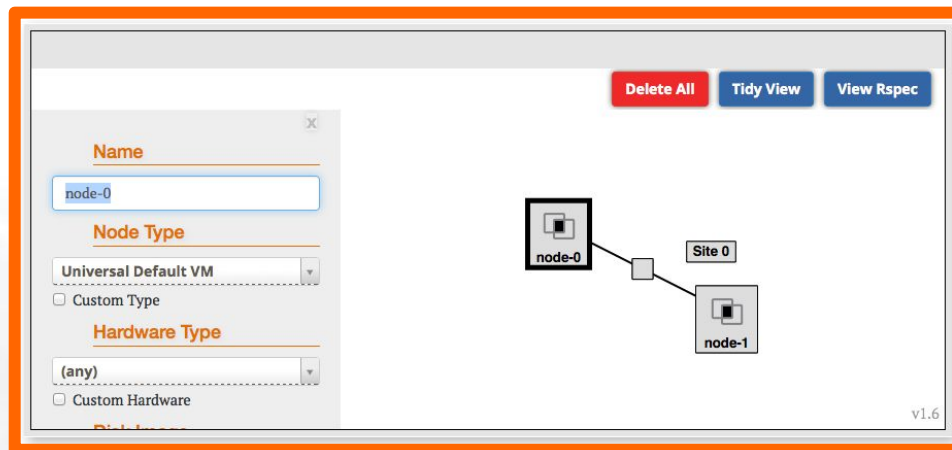 Delete All
Tidy View
View Rspec
x
Name
node-0
Node Type
Universal Default VM
Custom Type
Hardware Type
(any)
Custom Hardware
node-0
Site 0
node-1
v1.6